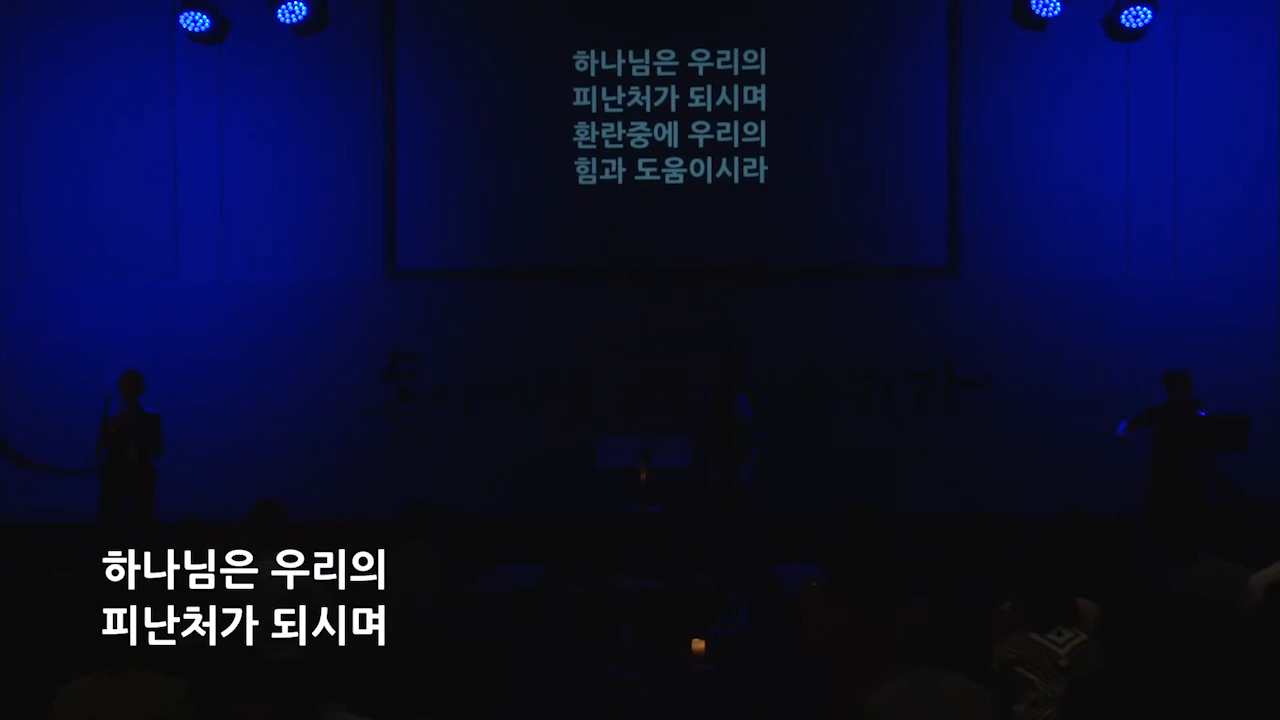 하나님은 우리의
피난처가 되시며
환란중에 우리의
힘과 도움이시라
하나님은 우리의
피난처가 되시며